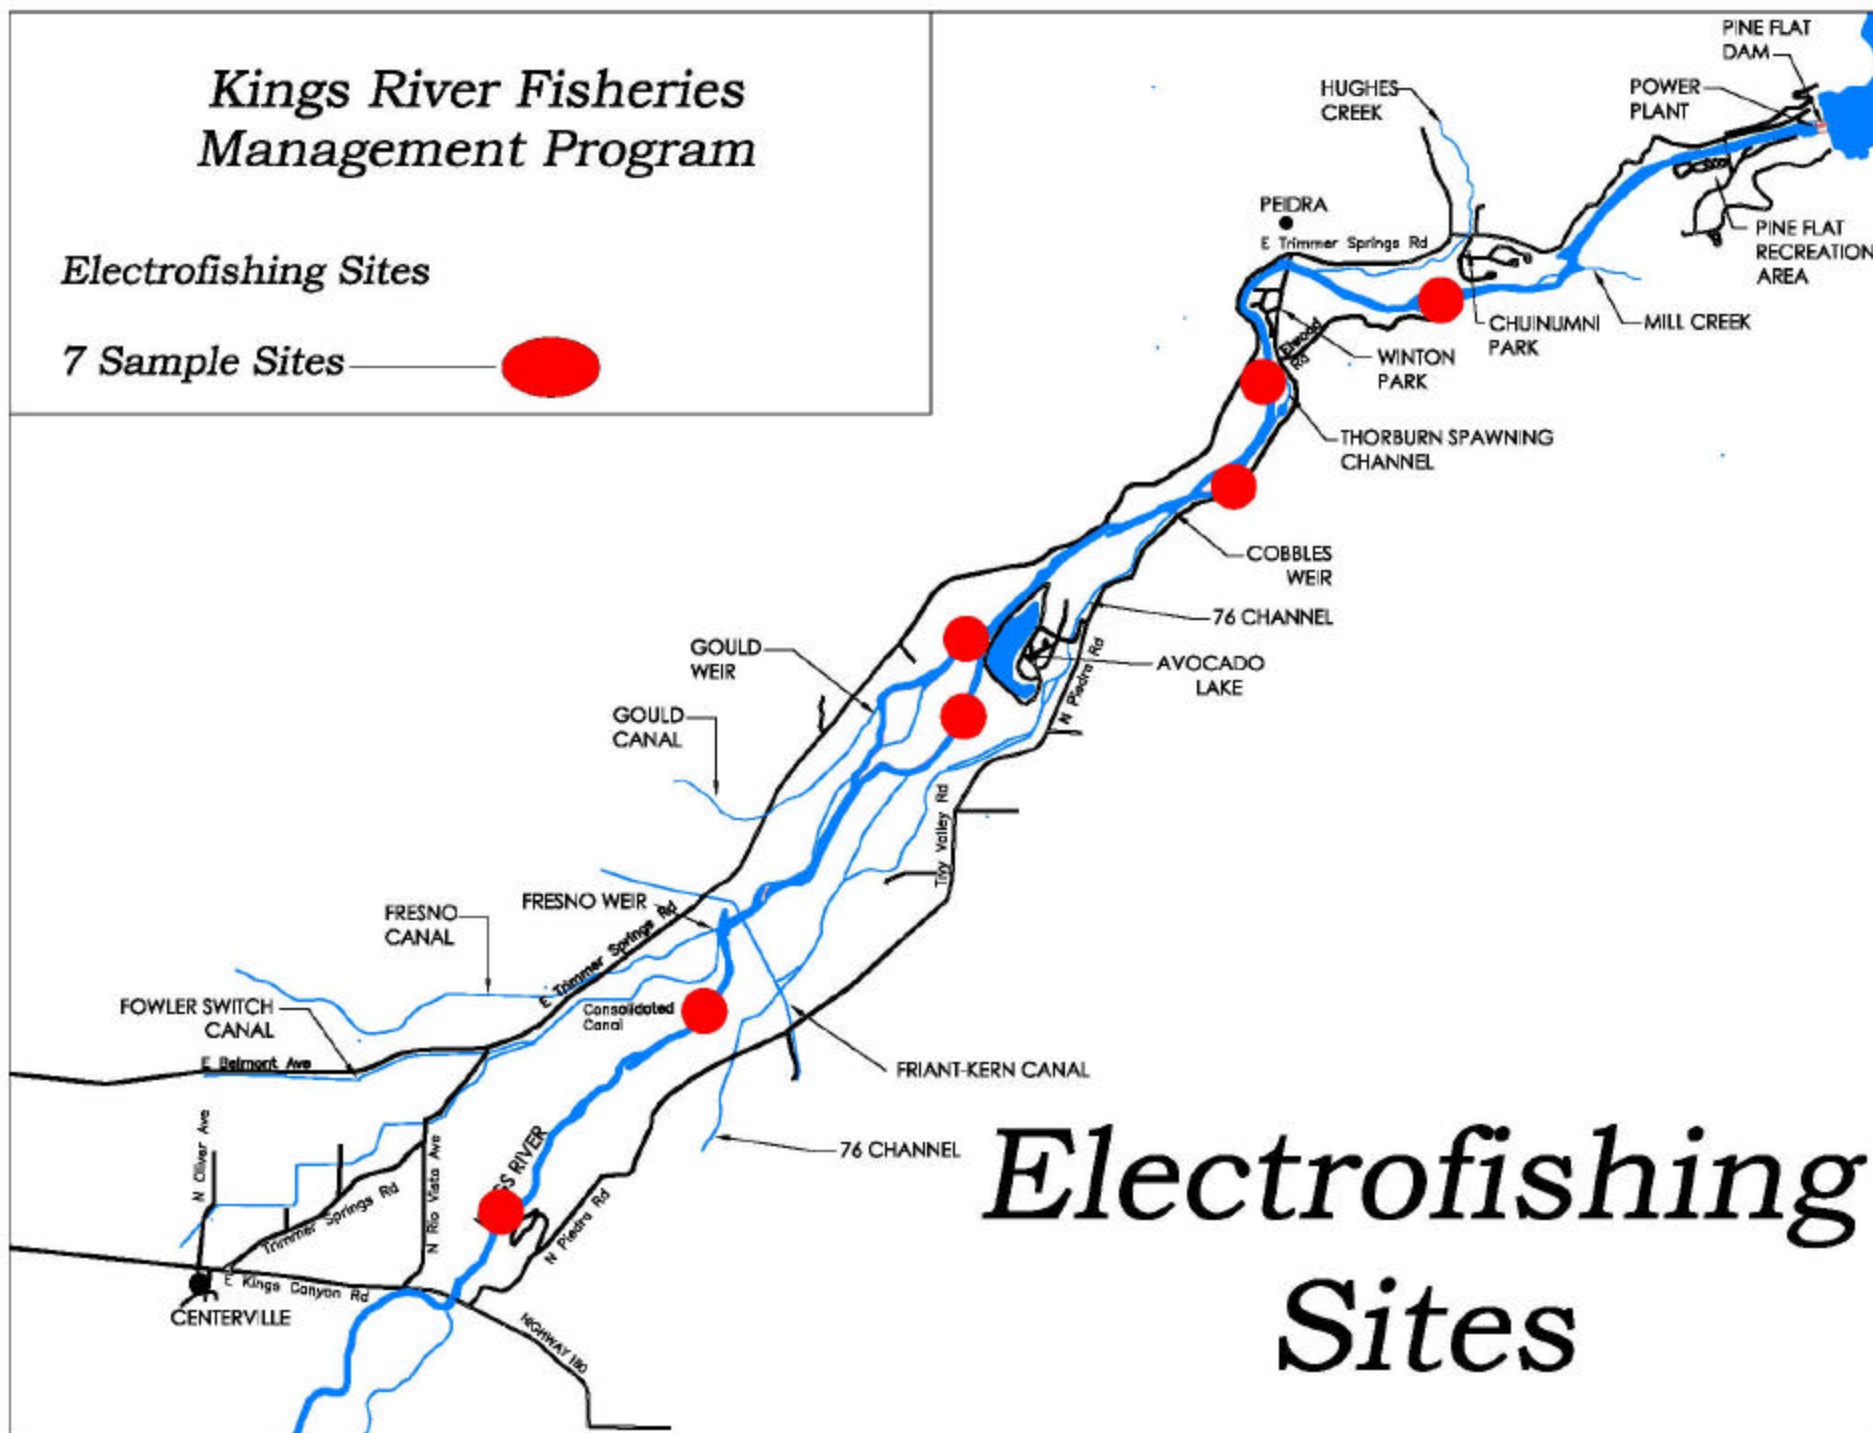 Kings River Fisheries
Management Program
Electrofishing Sites
7 Sample Sites
PINE FLAT
DAM
HUGHES
CREEK
POWER
PLANT
PEIDRA
E Trimmer Springs Rd
PINE FLAT
RECREATION
AREA
CHUINUMNI
PARK
MILL CREEK
Elwood
Rd
WINTON
PARK
THORBURN SPAWNING
CHANNEL
COBBLES
WEIR
76 CHANNEL
GOULD
WEIR
AVOCADO
LAKE
N Piedra Rd
GOULD
CANAL
Tivy Valley Rd
FRESNO WEIR
FRESNO
CANAL
E Trimmer Springs Rd
FOWLER SWITCH
CANAL
Consolidated
Canal
E Belmont Ave
FRIANT-KERN CANAL
76 CHANNEL
N Oliver Ave
N Rio Vista Ave
GS RIVER
Trimmer Springs Rd
N Piedra Rd
E Kings Canyon Rd
CENTERVILLE
HIGHWAY 180
Electrofishing
Sites